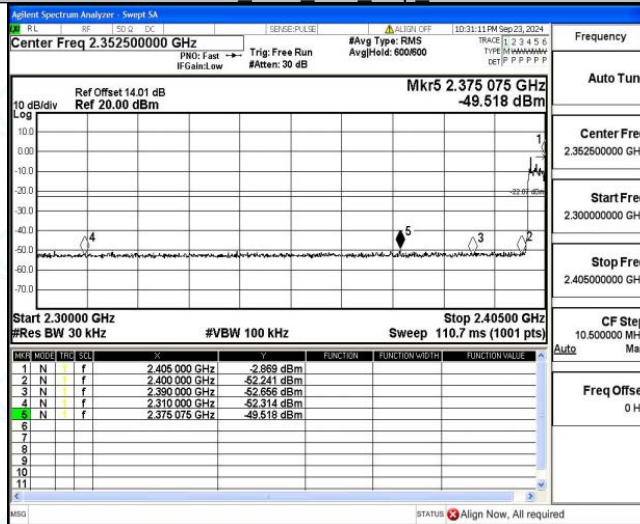 Agilent Spectrum Analyzer - Swept SA
RL RF 50 Ω DC SENSE:PULSE ALIGN OFF 10:31:11 PM Sep 23, 2024
Center Freq 2.352500000 GHz
PNO: Fast
IFGain:Low
Trig: Free Run
#Atten: 30 dB
#Avg Type: RMS
Avg|Hold: 600/600
TRACE 1 2 3 4 5 6
TYPE M W W W W W
DET P P P P P P
Ref Offset 14.01 dB
10 dB/div Ref 20.00 dBm
Log
Mkr5 2.375 075 GHz
-49.518 dBm
10.0
0.00
-10.0
-20.0
-30.0
-40.0
-50.0
-60.0
-70.0
1
-22.07 dBm
4
5
3
2
Start 2.30000 GHz Stop 2.40500 GHz
#Res BW 30 kHz #VBW 100 kHz Sweep 110.7 ms (1001 pts)
MKR MODE TRC SCL X Y FUNCTION FUNCTION WIDTH FUNCTION VALUE
1 N 1 f 2.405 000 GHz -2.869 dBm
2 N 1 f 2.400 000 GHz -52.241 dBm
3 N 1 f 2.390 000 GHz -52.656 dBm
4 N 1 f 2.310 000 GHz -52.314 dBm
5 N 1 f 2.375 075 GHz -49.518 dBm
6
7
8
9
10
11
MSG STATUS Align Now, All required
Frequency
Auto Tun
Center Fre
2.352500000 GH
Start Fre
2.300000000 GH
Stop Fre
2.405000000 GH
CF Step
10.500000 MH
Auto Ma
Freq Offse
0 H